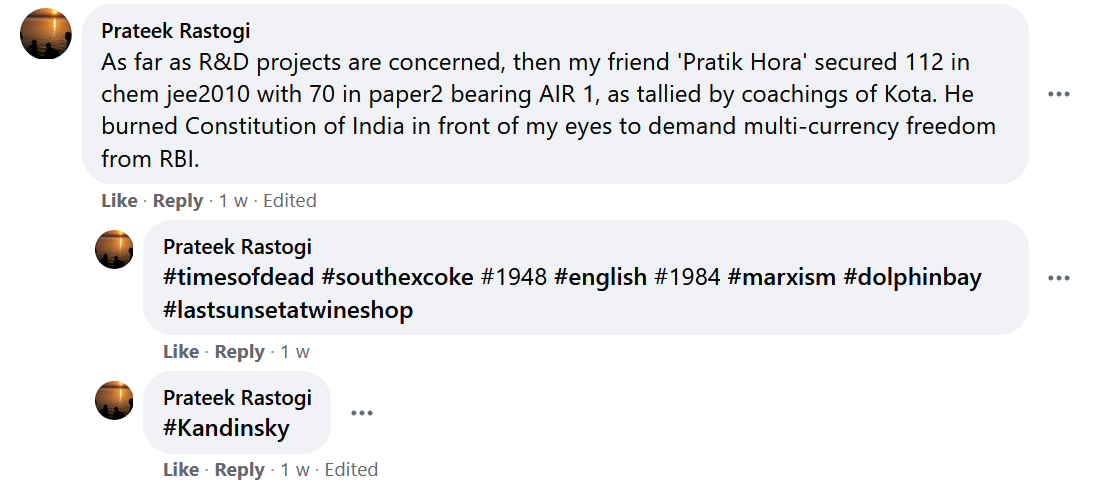 Prateek Rastogi
As far as R&D projects are concerned, then my friend 'Pratik Hora' secured 112 in
chem jee2010 with 70 in paper2 bearing AIR 1, as tallied by coachings of Kota. He
burned Constitution of India in front of my eyes to demand multi-currency freedom
from RBI.
Like · Reply · 1 w · Edited
Prateek Rastogi
#timesofdead #southexcoke #1948 #english #1984 #marxism #dolphinbay
#lastsunsetatwineshop
Like · Reply · 1 w
Prateek Rastogi
#Kandinsky
Like · Reply · 1 w · Edited